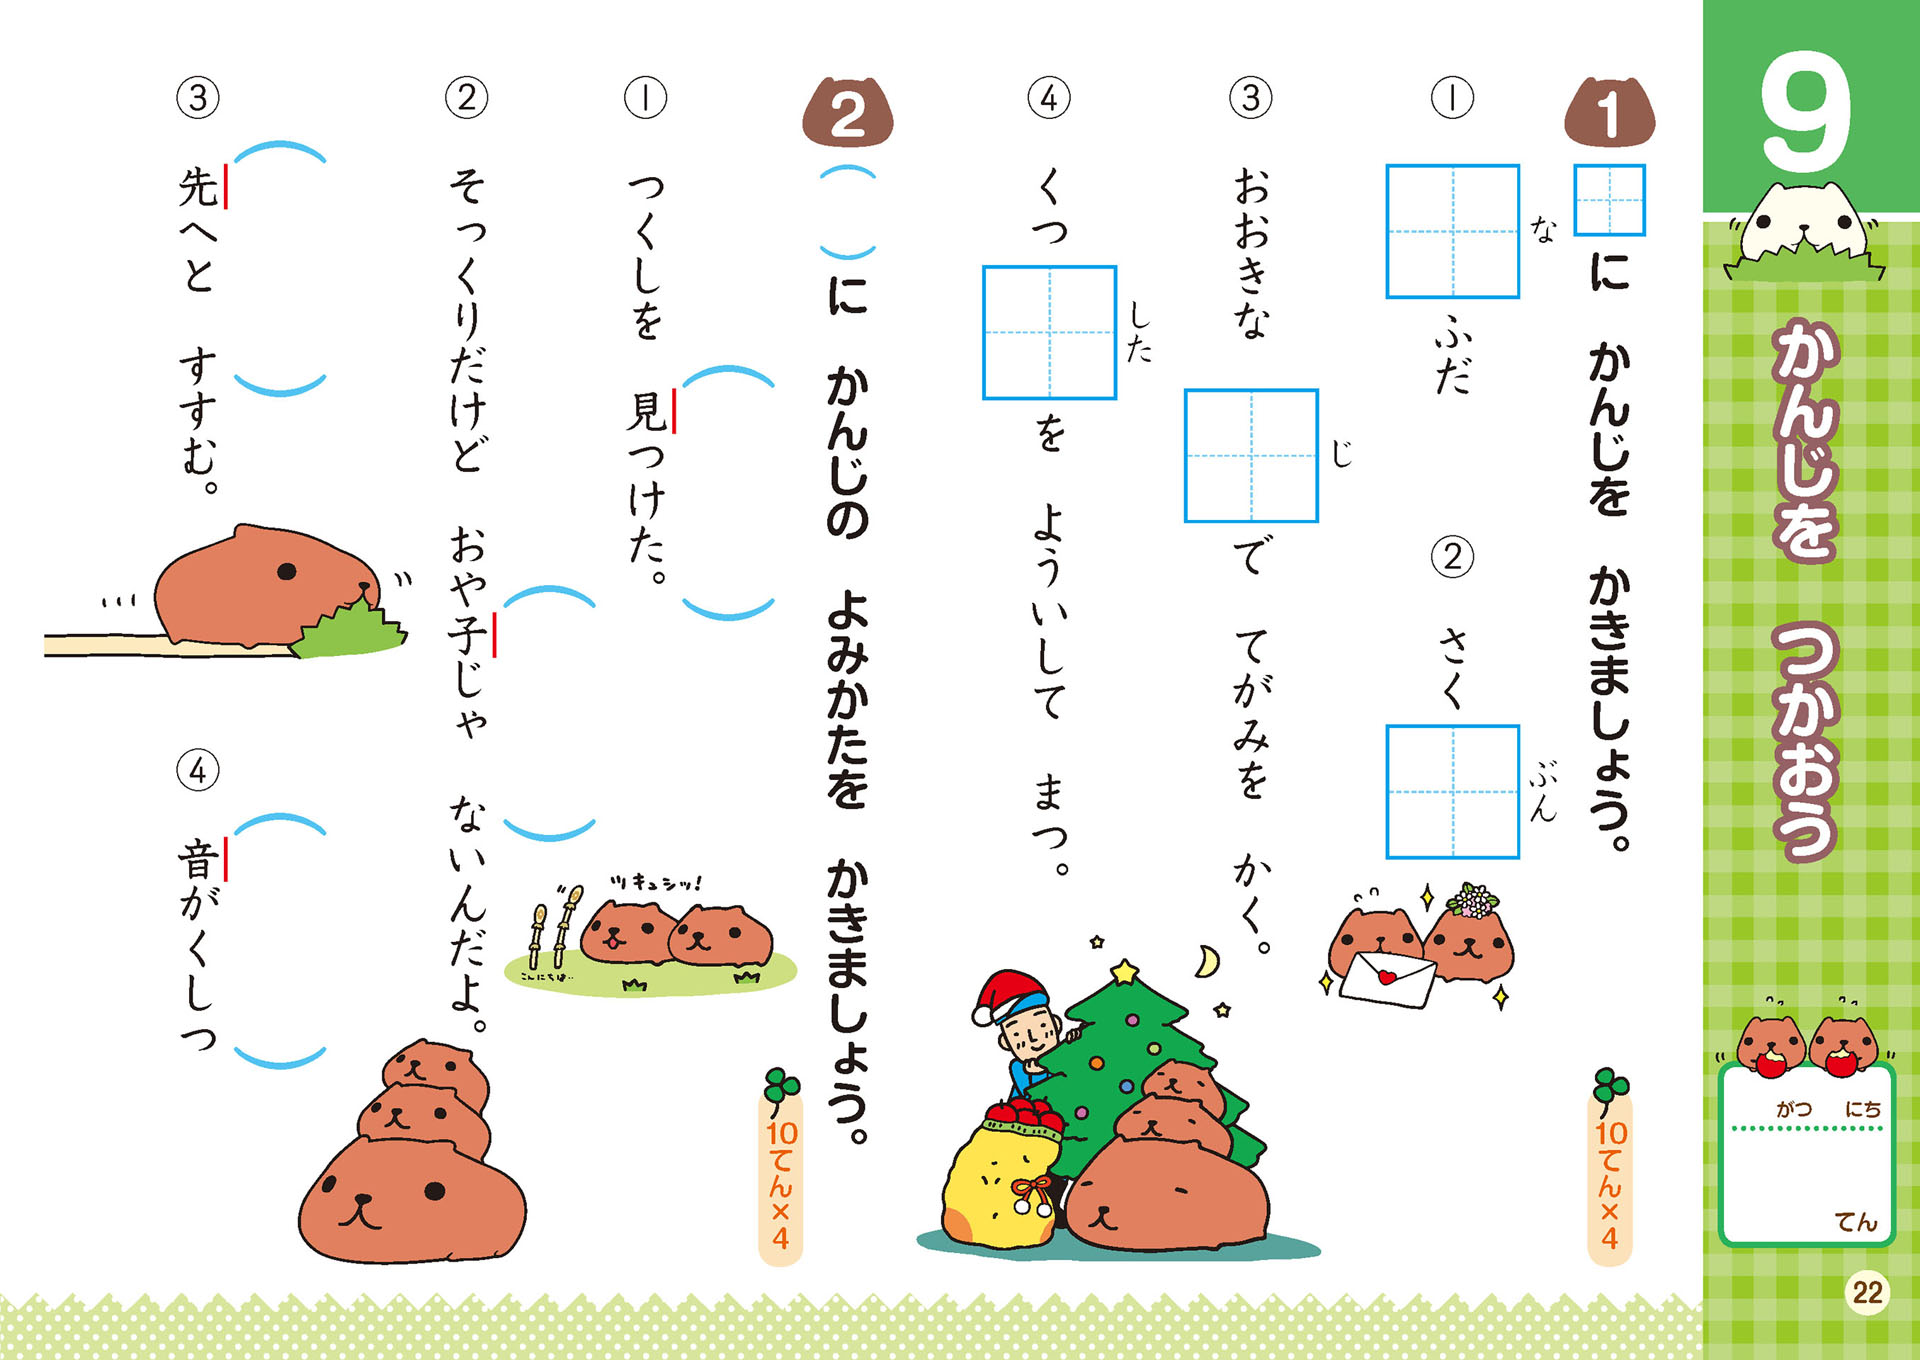 9
かんじを つかおう
がつ にち
てん
22
1
に かんじを かきましょう。
10てん×4
① な ふだ
② さく ぶん
③ おおきな じ で てがみを かく。
④ くつ した を よういして まつ。
2
( )に かんじの よみかたを かきましょう。
10てん×4
① つくしを 見つけた。
② そっくりだけど おや子じゃ ないんだよ。
③ 先へと すすむ。
④ 音がくしつ
ツキュンッ!
こんにちは‥